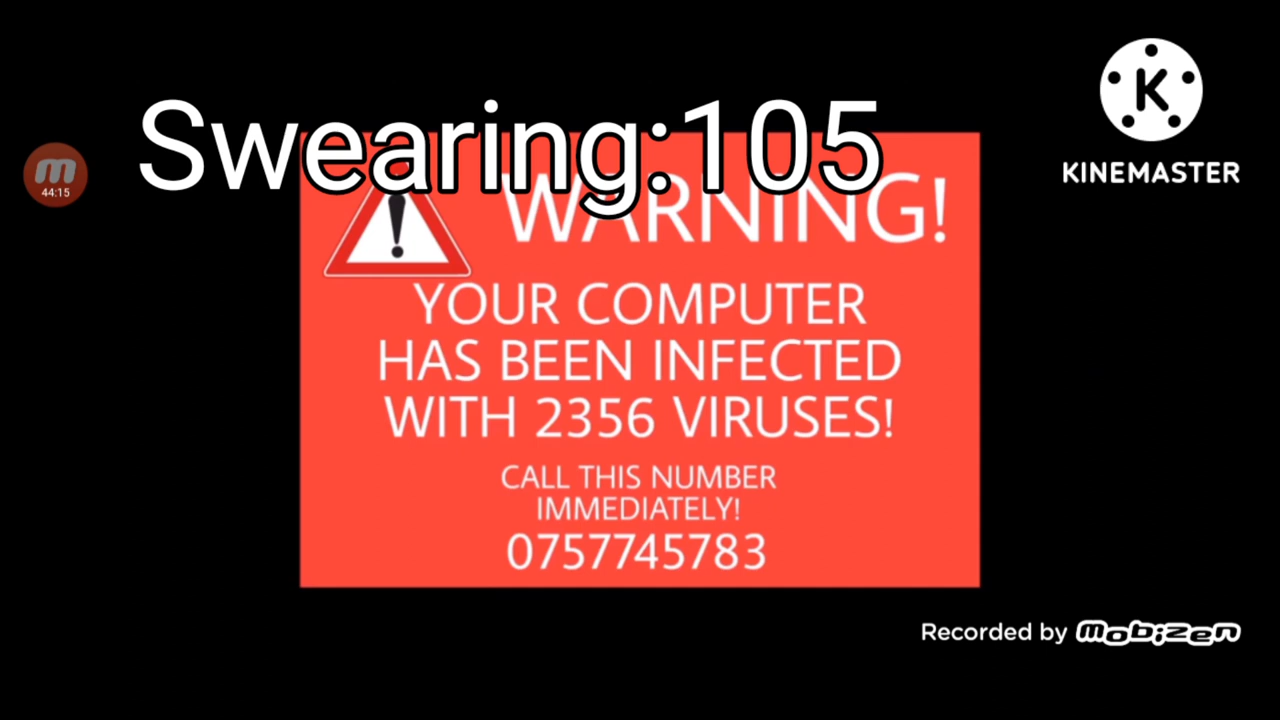 Swearing:105
K
KINEMASTER
m
44:15
WARNING!
YOUR COMPUTER
HAS BEEN INFECTED
WITH 2356 VIRUSES!
CALL THIS NUMBER
IMMEDIATELY!
0757745783
Recorded by mobizen